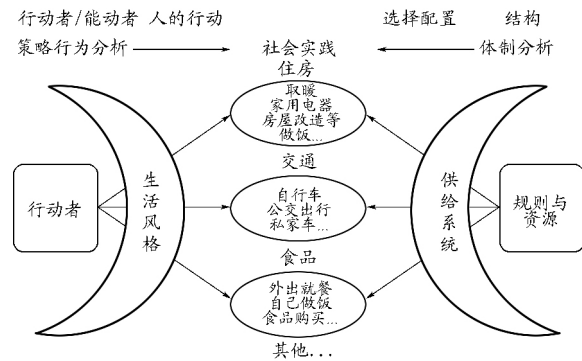 行动者/能动者 人的行动 选择配置 结构
策略行为分析 社会实践 体制分析
住房
取暖
家用电器
房屋改造等
做饭...
交通
生活风格
供给系统
行动者
自行车
公交出行
私家车...
规则与
资源
食品
外出就餐
自己做饭
食品购买...
其他...